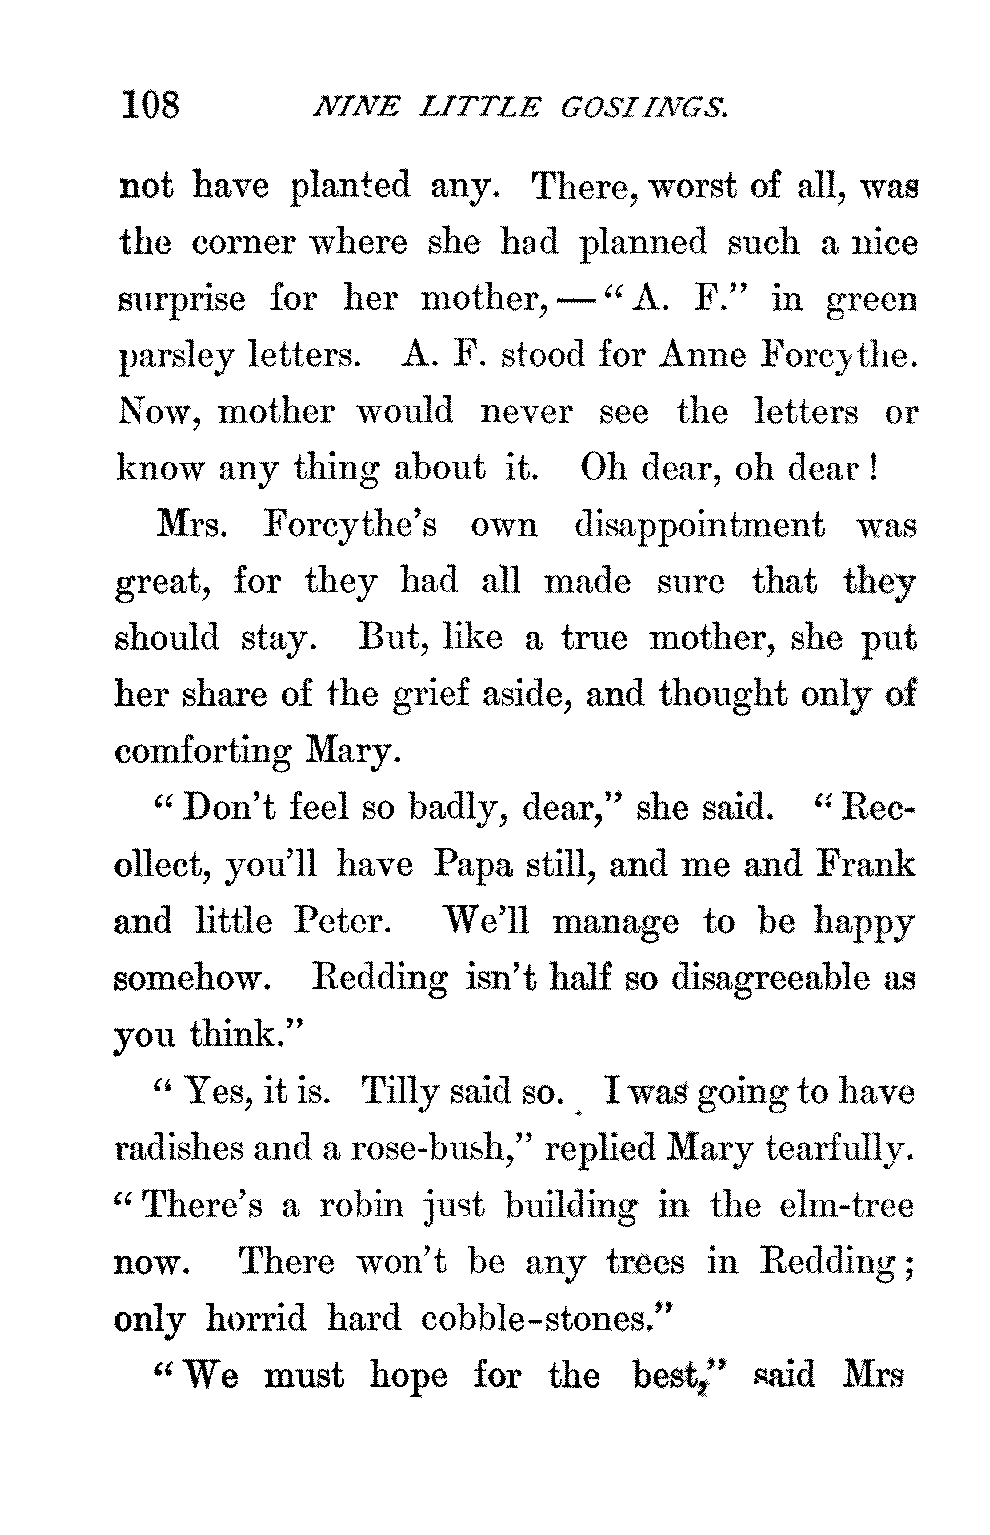 108 NINE LITTLE GOSLINGS.
not have planted any. There, worst of all, was
the corner where she had planned such a nice
surprise for her mother,—“A. F.” in green
parsley letters. A. F. stood for Anne Forcythe.
Now, mother would never see the letters or
know any thing about it. Oh dear, oh dear!
Mrs. Forcythe’s own disappointment was
great, for they had all made sure that they
should stay. But, like a true mother, she put
her share of the grief aside, and thought only of
comforting Mary.
“Don’t feel so badly, dear,” she said. “Rec-
ollect, you’ll have Papa still, and me and Frank
and little Peter. We’ll manage to be happy
somehow. Redding isn’t half so disagreeable as
you think.”
“Yes, it is. Tilly said so. I was going to have
radishes and a rose-bush,” replied Mary tearfully.
“There’s a robin just building in the elm-tree
now. There won’t be any trees in Redding;
only horrid hard cobble-stones.”
“We must hope for the best,” said Mrs